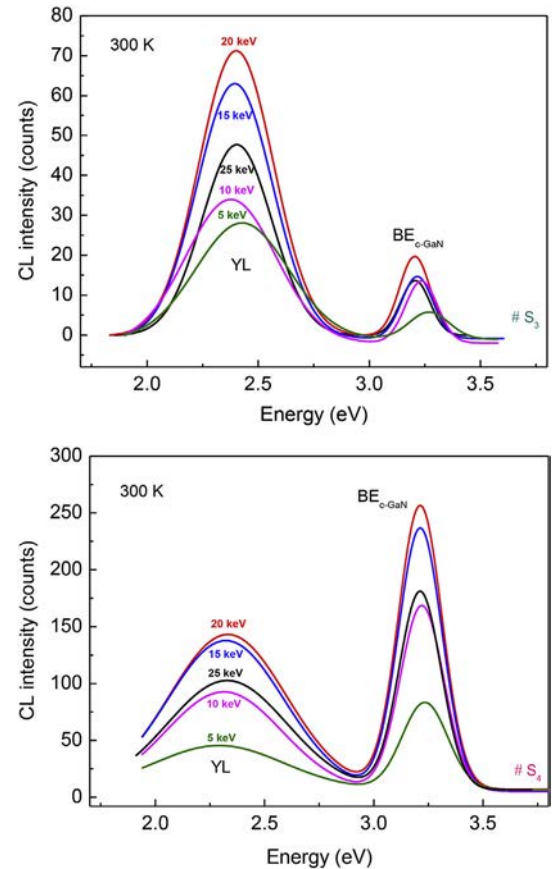 80
70
60
50
40
30
20
10
0
2.0 2.5 3.0 3.5
CL intensity (counts)
Energy (eV)
300 K
20 keV
15 keV
25 keV
10 keV
5 keV
YL
BE c-GaN
# S3
300
250
200
150
100
50
0
2.0 2.5 3.0 3.5
CL intensity (counts)
Energy (eV)
300 K
BE c-GaN
20 keV
15 keV
25 keV
10 keV
5 keV
YL
# S4